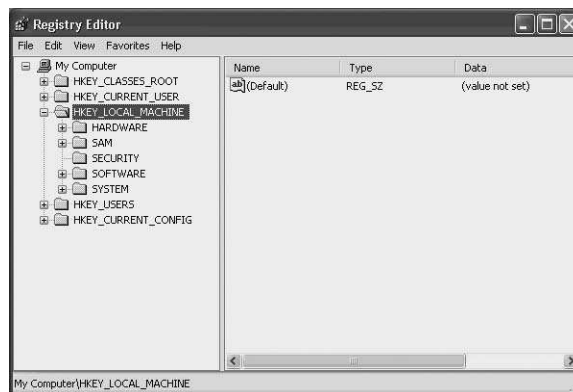 Registry Editor
File Edit View Favorites Help
My Computer
HKEY_CLASSES_ROOT
HKEY_CURRENT_USER
HKEY_LOCAL_MACHINE
HARDWARE
SAM
SECURITY
SOFTWARE
SYSTEM
HKEY_USERS
HKEY_CURRENT_CONFIG
Name Type Data
ab (Default) REG_SZ (value not set)
My Computer\HKEY_LOCAL_MACHINE